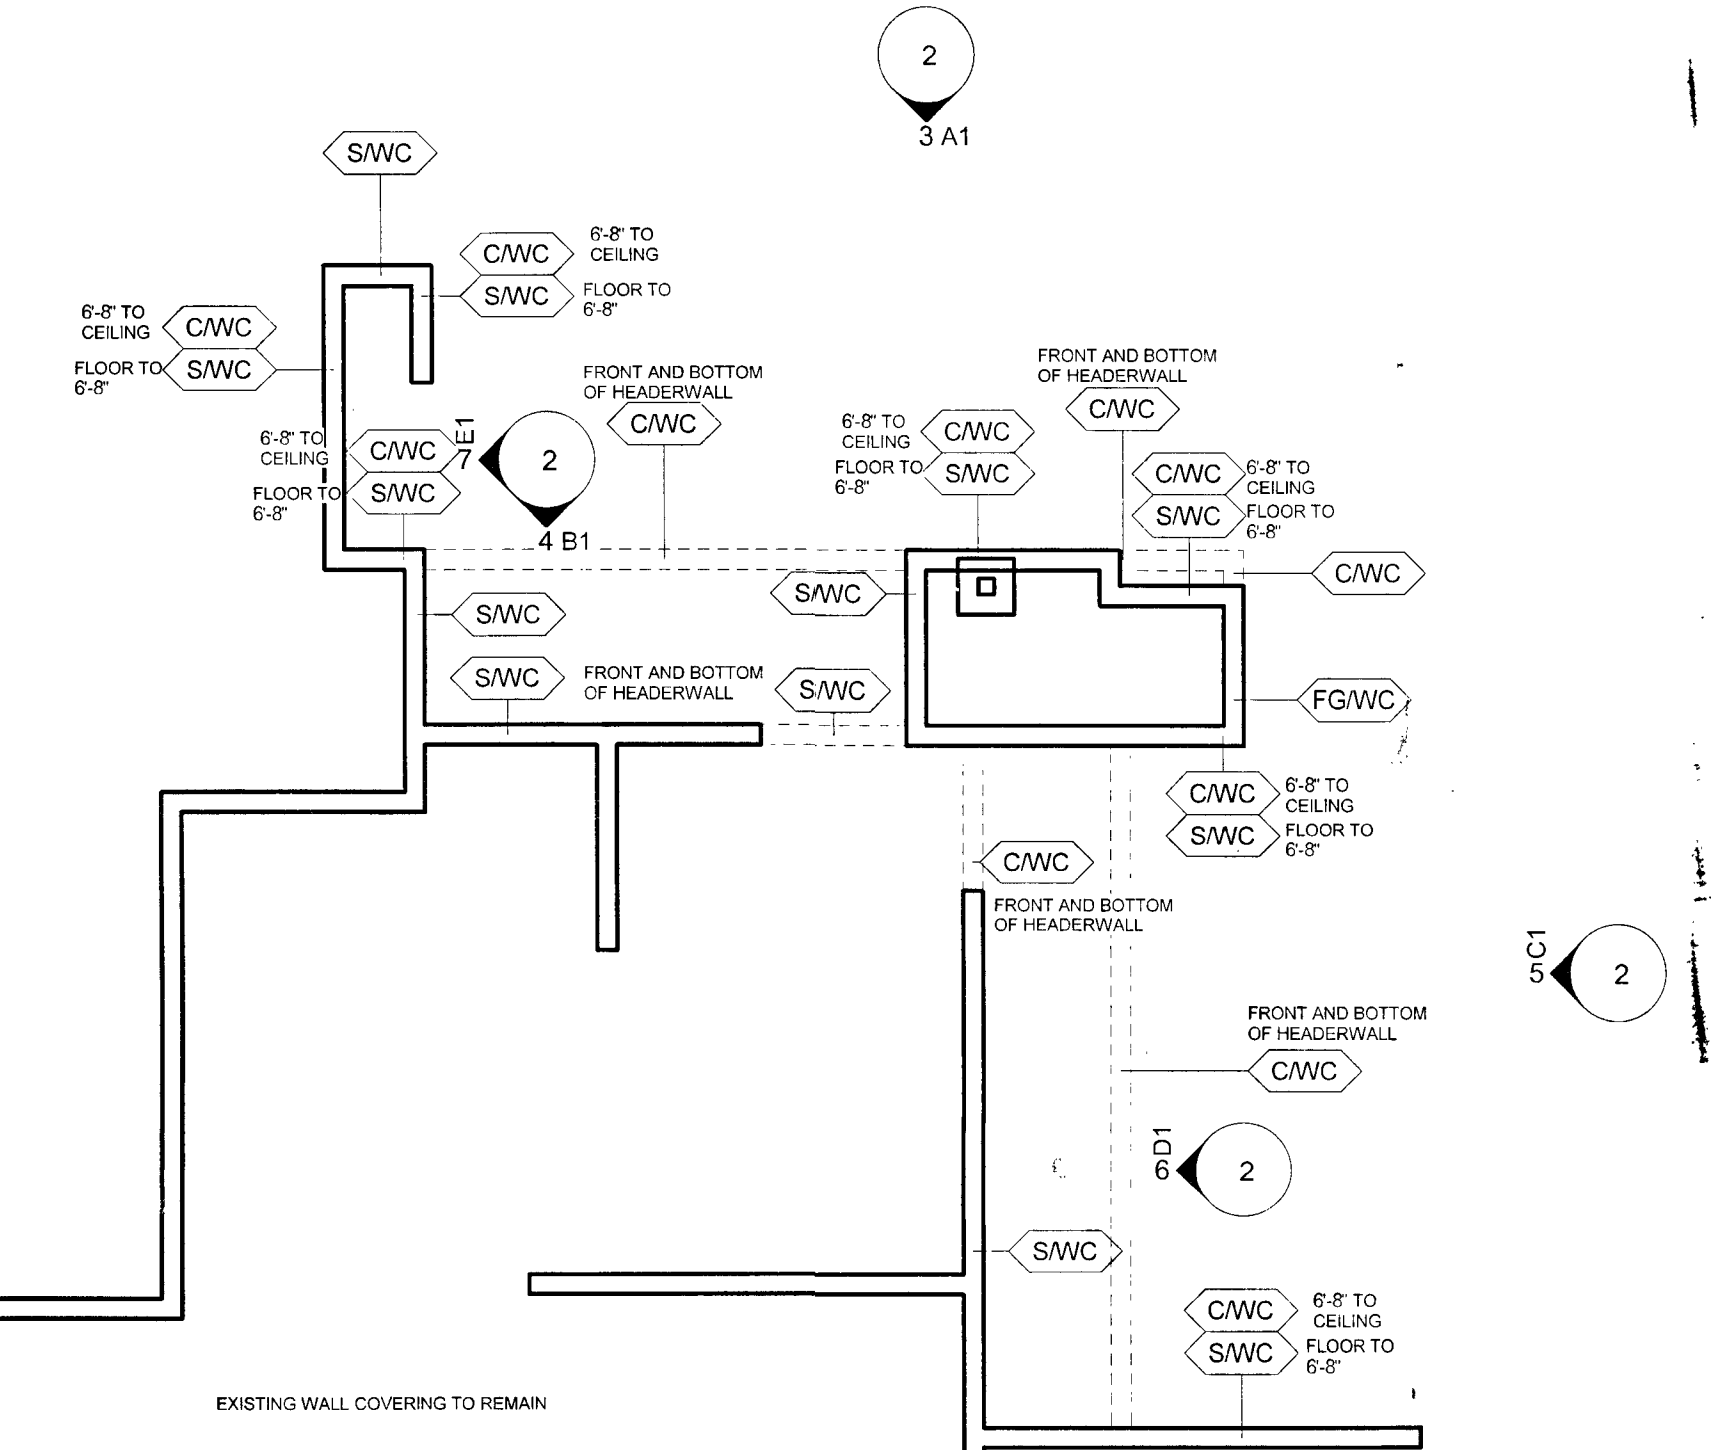 2
3 A1
S/WC
C/WC
6'-8" TO
CEILING
S/WC
FLOOR TO
6'-8"
6'-8" TO
CEILING
C/WC
FLOOR TO
6'-8"
S/WC
FRONT AND BOTTOM
OF HEADERWALL
C/WC
FRONT AND BOTTOM
OF HEADERWALL
C/WC
6'-8" TO
CEILING
C/WC
FLOOR TO
6'-8"
S/WC
E1
7
2
4 B1
6'-8" TO
CEILING
C/WC
FLOOR TO
6'-8"
S/WC
C/WC
6'-8" TO
CEILING
S/WC
FLOOR TO
6'-8"
C/WC
S/WC
S/WC
S/WC
FRONT AND BOTTOM
OF HEADERWALL
S/WC
FG/WC
C/WC
6'-8" TO
CEILING
S/WC
FLOOR TO
6'-8"
C/WC
FRONT AND BOTTOM
OF HEADERWALL
C1
5
2
FRONT AND BOTTOM
OF HEADERWALL
C/WC
D1
6
2
S/WC
C/WC
6'-8" TO
CEILING
S/WC
FLOOR TO
6'-8"
EXISTING WALL COVERING TO REMAIN